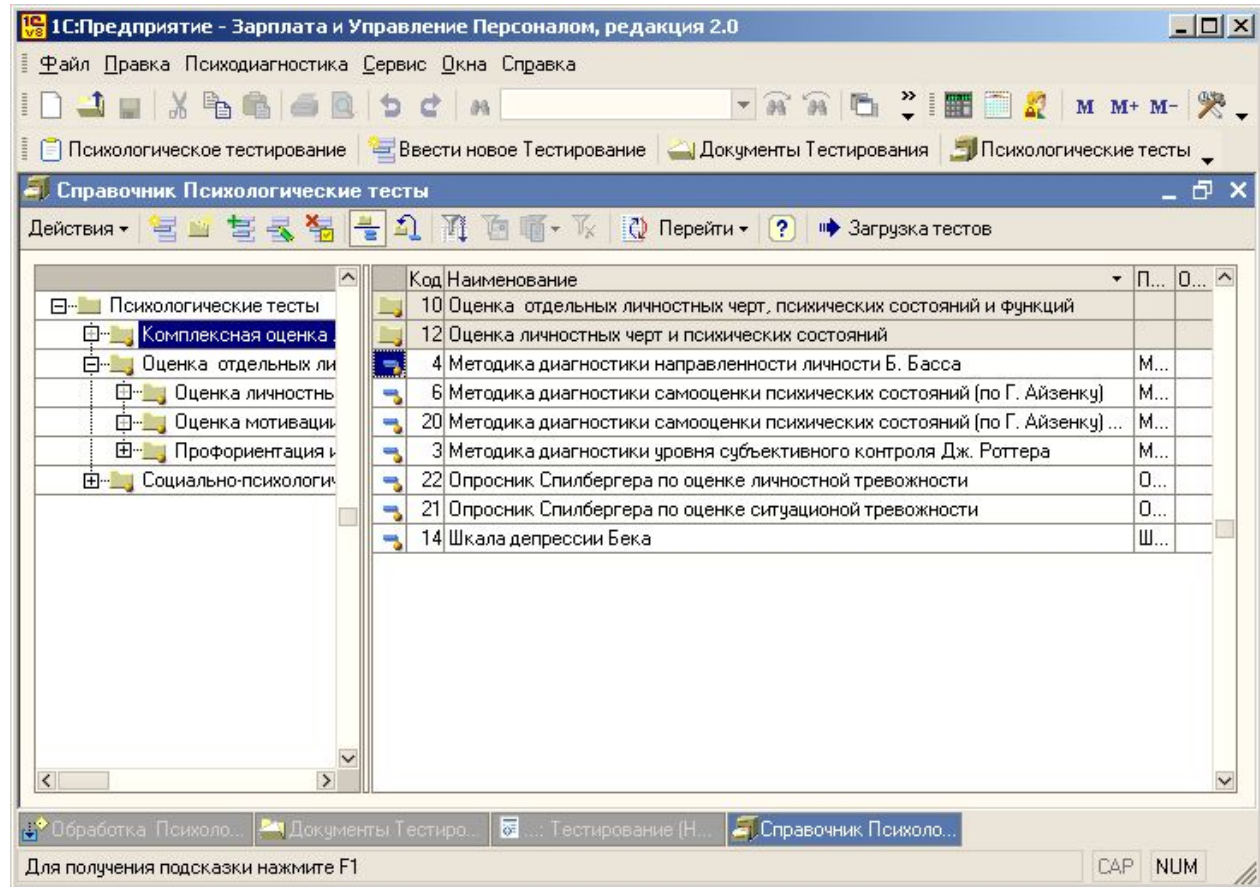 1С:Предприятие - Зарплата и Управление Персоналом, редакция 2.0
Файл Правка Психодиагностика Сервис Окна Справка
M M+ M-
Психологическое тестирование Ввести новое Тестирование Документы Тестирования Психологические тесты
Справочник Психологические тесты
Действия Перейти Загрузка тестов
Код Наименование П... О...
Психологические тесты
Комплексная оценка
Оценка отдельных ли
Оценка личностнь
Оценка мотивации
Профориентация и
Социально-психологич
10 Оценка отдельных личностных черт, психических состояний и функций
12 Оценка личностных черт и психических состояний
4 Методика диагностики направленности личности Б. Басса М...
6 Методика диагностики самооценки психических состояний (по Г. Айзенку) М...
20 Методика диагностики самооценки психических состояний (по Г. Айзенку) ... М...
3 Методика диагностики уровня субъективного контроля Дж. Роттера М...
22 Опросник Спилбергера по оценке личностной тревожности О...
21 Опросник Спилбергера по оценке ситуационой тревожности О...
14 Шкала депрессии Бека Ш...
Обработка Психоло... Документы Тестиро... ...: Тестирование (Н... Справочник Психоло...
Для получения подсказки нажмите F1 CAP NUM